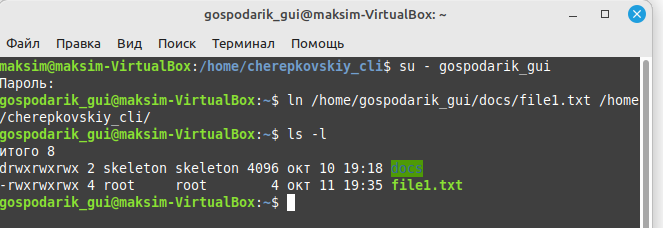 gospodarik_gui@maksim-VirtualBox: ~
Файл Правка Вид Поиск Терминал Помощь
maksim@maksim-VirtualBox:/home/cherepkovskiy_cli$ su - gospodarik_gui
Пароль:
gospodarik_gui@maksim-VirtualBox:~$ ln /home/gospodarik_gui/docs/file1.txt /home
/cherepkovskiy_cli/
gospodarik_gui@maksim-VirtualBox:~$ ls -l
итого 8
drwxrwxrwx 2 skeleton skeleton 4096 окт 10 19:18 docs
-rwxrwxrwx 4 root root 4 окт 11 19:35 file1.txt
gospodarik_gui@maksim-VirtualBox:~$